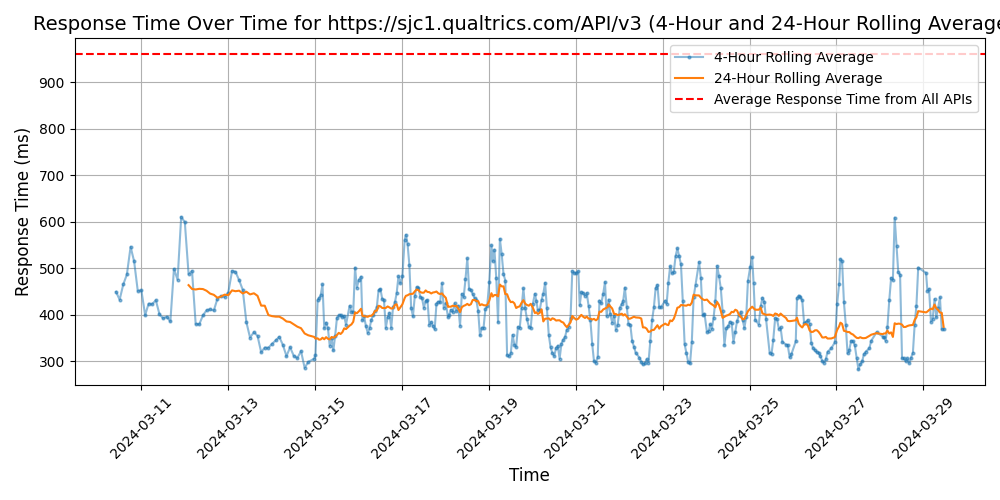 Response Time Over Time for https://sjc1.qualtrics.com/API/v3 (4-Hour and 24-Hour Rolling Average
4-Hour Rolling Average
24-Hour Rolling Average
Average Response Time from All APIs
Response Time (ms)
900
800
700
600
500
400
300
2024-03-11
2024-03-13
2024-03-15
2024-03-17
2024-03-19
2024-03-21
2024-03-23
2024-03-25
2024-03-27
2024-03-29
Time